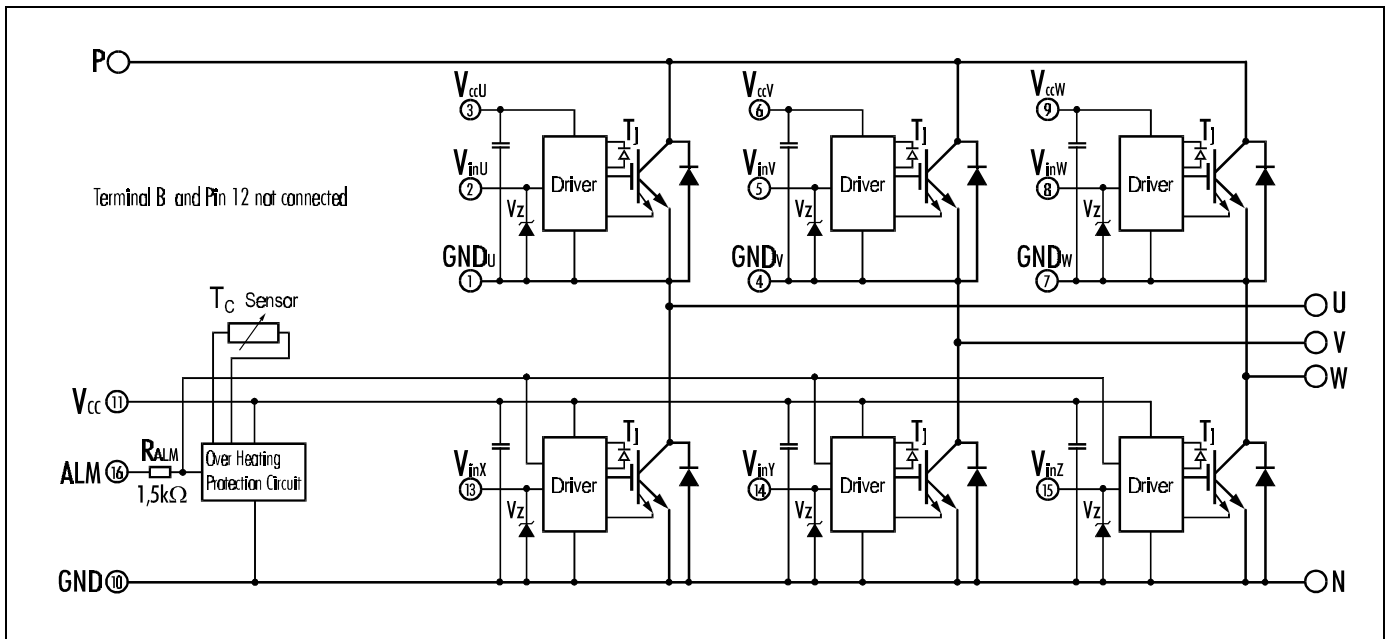 P
VccU
3
VccV
6
VccW
9
Tj
Tj
Tj
VinU
2
Driver
VinV
5
Driver
VinW
8
Driver
Terminal B and Pin 12 not connected
Vz
Vz
Vz
GNDU
1
GNDV
4
GNDW
7
TC Sensor
U
V
W
VCC 11
Tj
Tj
Tj
RALM
ALM 16
1,5kΩ
Over Heating
Protection Circuit
VinX
13
Driver
VinY
14
Driver
VinZ
15
Driver
Vz
Vz
Vz
GND 10
N